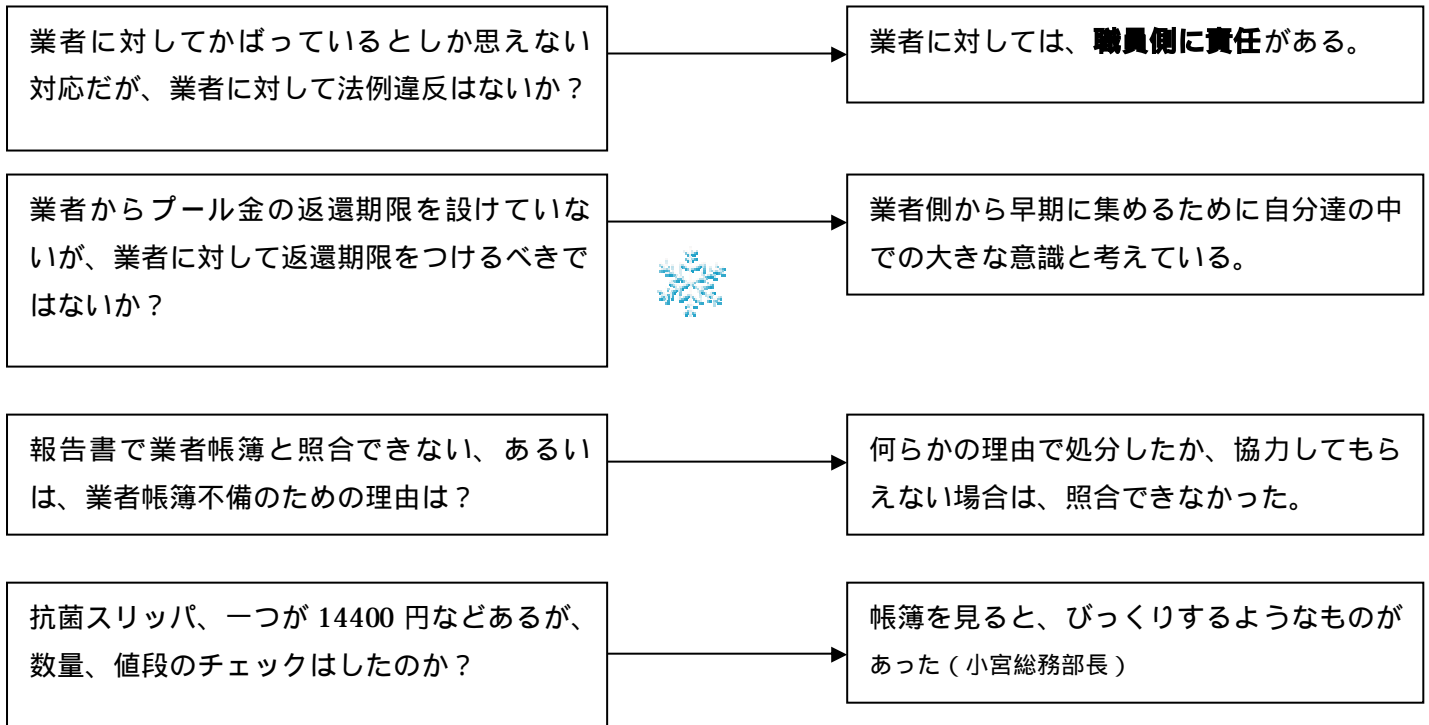 業者に対してかばっているとしか思えない
対応だが、業者に対して法例違反はないか？
業者に対しては、職員側に責任がある。
業者からプール金の返還期限を設けていな
いが、業者に対して返還期限をつけるべきで
はないか？
業者側から早期に集めるために自分達の中
での大きな意識と考えている。
報告書で業者帳簿と照合できない、あるい
は、業者帳簿不備のための理由は？
何らかの理由で処分したか、協力してもら
えない場合は、照合できなかった。
抗菌スリッパ、一つが 14400 円などあるが、
数量、値段のチェックはしたのか？
帳簿を見ると、びっくりするようなものが
あった（小宮総務部長）